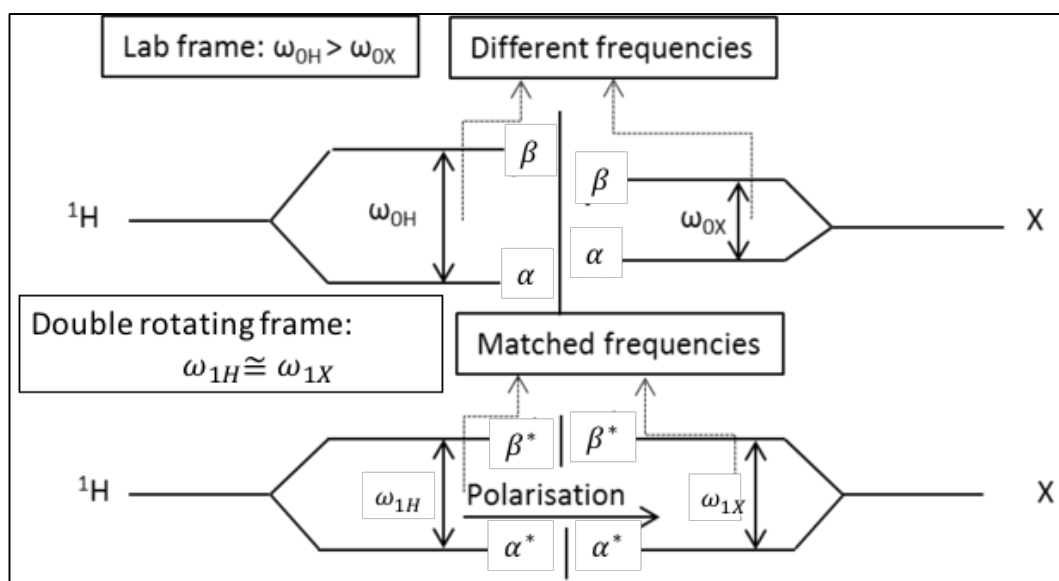 Lab frame: ω0H > ω0X
Different frequencies
β
β
¹H
ω0H
ω0X
X
α
α
Double rotating frame:
ω1H ≅ ω1X
Matched frequencies
β* β*
¹H
ω1H
Polarisation
ω1X
X
α* α*